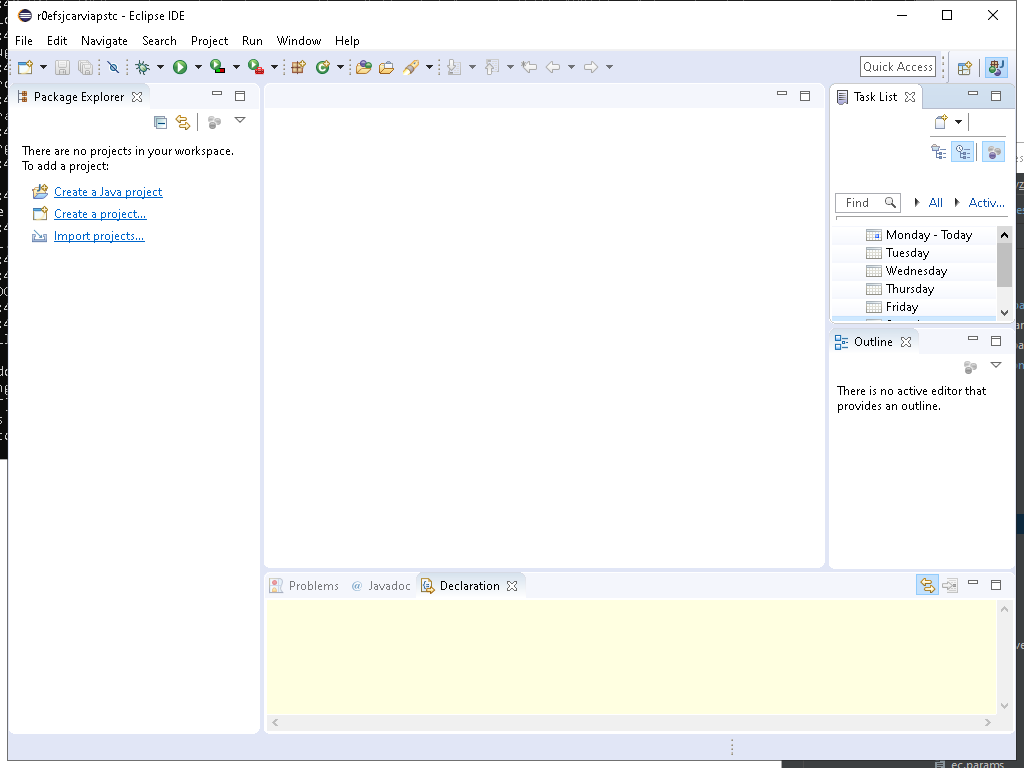 r0efsjcarviapstc - Eclipse IDE
File Edit Navigate Search Project Run Window Help
Quick Access
Package Explorer
There are no projects in your workspace.
To add a project:
Create a Java project
Create a project...
Import projects...
Task List
Find All Activ...
Monday - Today
Tuesday
Wednesday
Thursday
Friday
Outline
There is no active editor that
provides an outline.
Problems @ Javadoc Declaration
ec.params